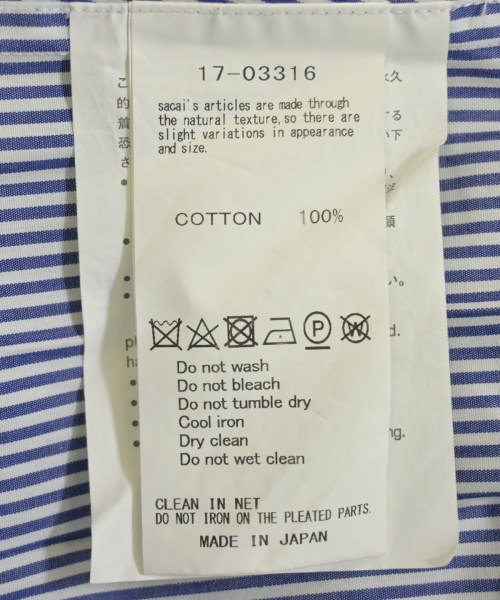 17-03316
sacai's articles are made through
the natural texture, so there are
slight variations in appearance
and size.
COTTON 100%
P W
Do not wash
Do not bleach
Do not tumble dry
Cool iron
Dry clean
Do not wet clean
CLEAN IN NET
DO NOT IRON ON THE PLEATED PARTS.
MADE IN JAPAN